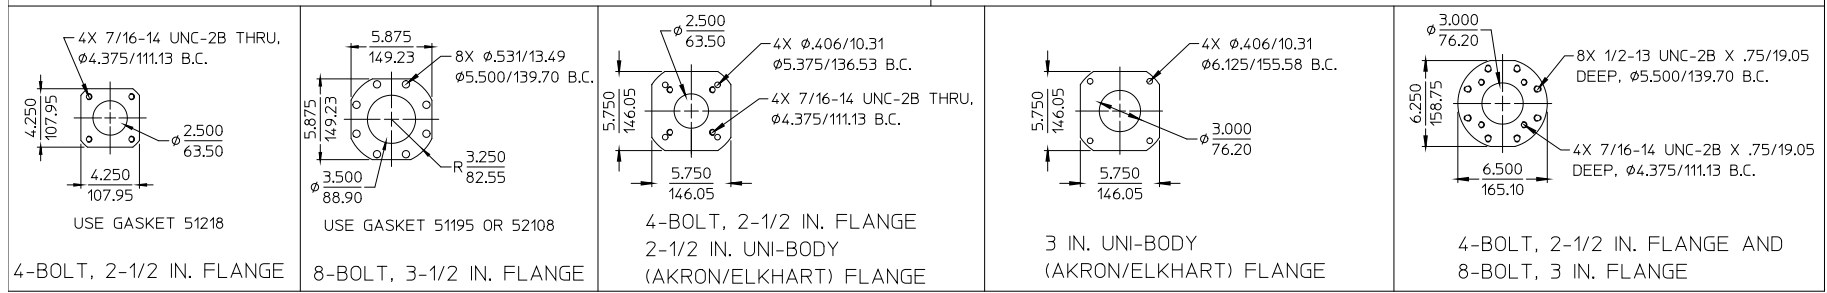 4X 7/16-14 UNC-2B THRU,
Ø4.375/111.13 B.C.
4.250
107.95
Ø 2.500
63.50
4.250
107.95
USE GASKET 51218
4-BOLT, 2-1/2 IN. FLANGE
5.875
149.23
8X Ø.531/13.49
Ø5.500/139.70 B.C.
5.875
149.23
R 3.250
82.55
Ø 3.500
88.90
USE GASKET 51195 OR 52108
8-BOLT, 3-1/2 IN. FLANGE
Ø 2.500
63.50
4X Ø.406/10.31
Ø5.375/136.53 B.C.
4X 7/16-14 UNC-2B THRU,
Ø4.375/111.13 B.C.
5.750
146.05
5.750
146.05
4-BOLT, 2-1/2 IN. FLANGE
2-1/2 IN. UNI-BODY
(AKRON/ELKHART) FLANGE
4X Ø.406/10.31
Ø6.125/155.58 B.C.
5.750
146.05
Ø 3.000
76.20
5.750
146.05
3 IN. UNI-BODY
(AKRON/ELKHART) FLANGE
Ø 3.000
76.20
8X 1/2-13 UNC-2B X .75/19.05
DEEP, Ø5.500/139.70 B.C.
6.250
158.75
4X 7/16-14 UNC-2B X .75/19.05
DEEP, Ø4.375/111.13 B.C.
6.500
165.10
4-BOLT, 2-1/2 IN. FLANGE AND
8-BOLT, 3 IN. FLANGE